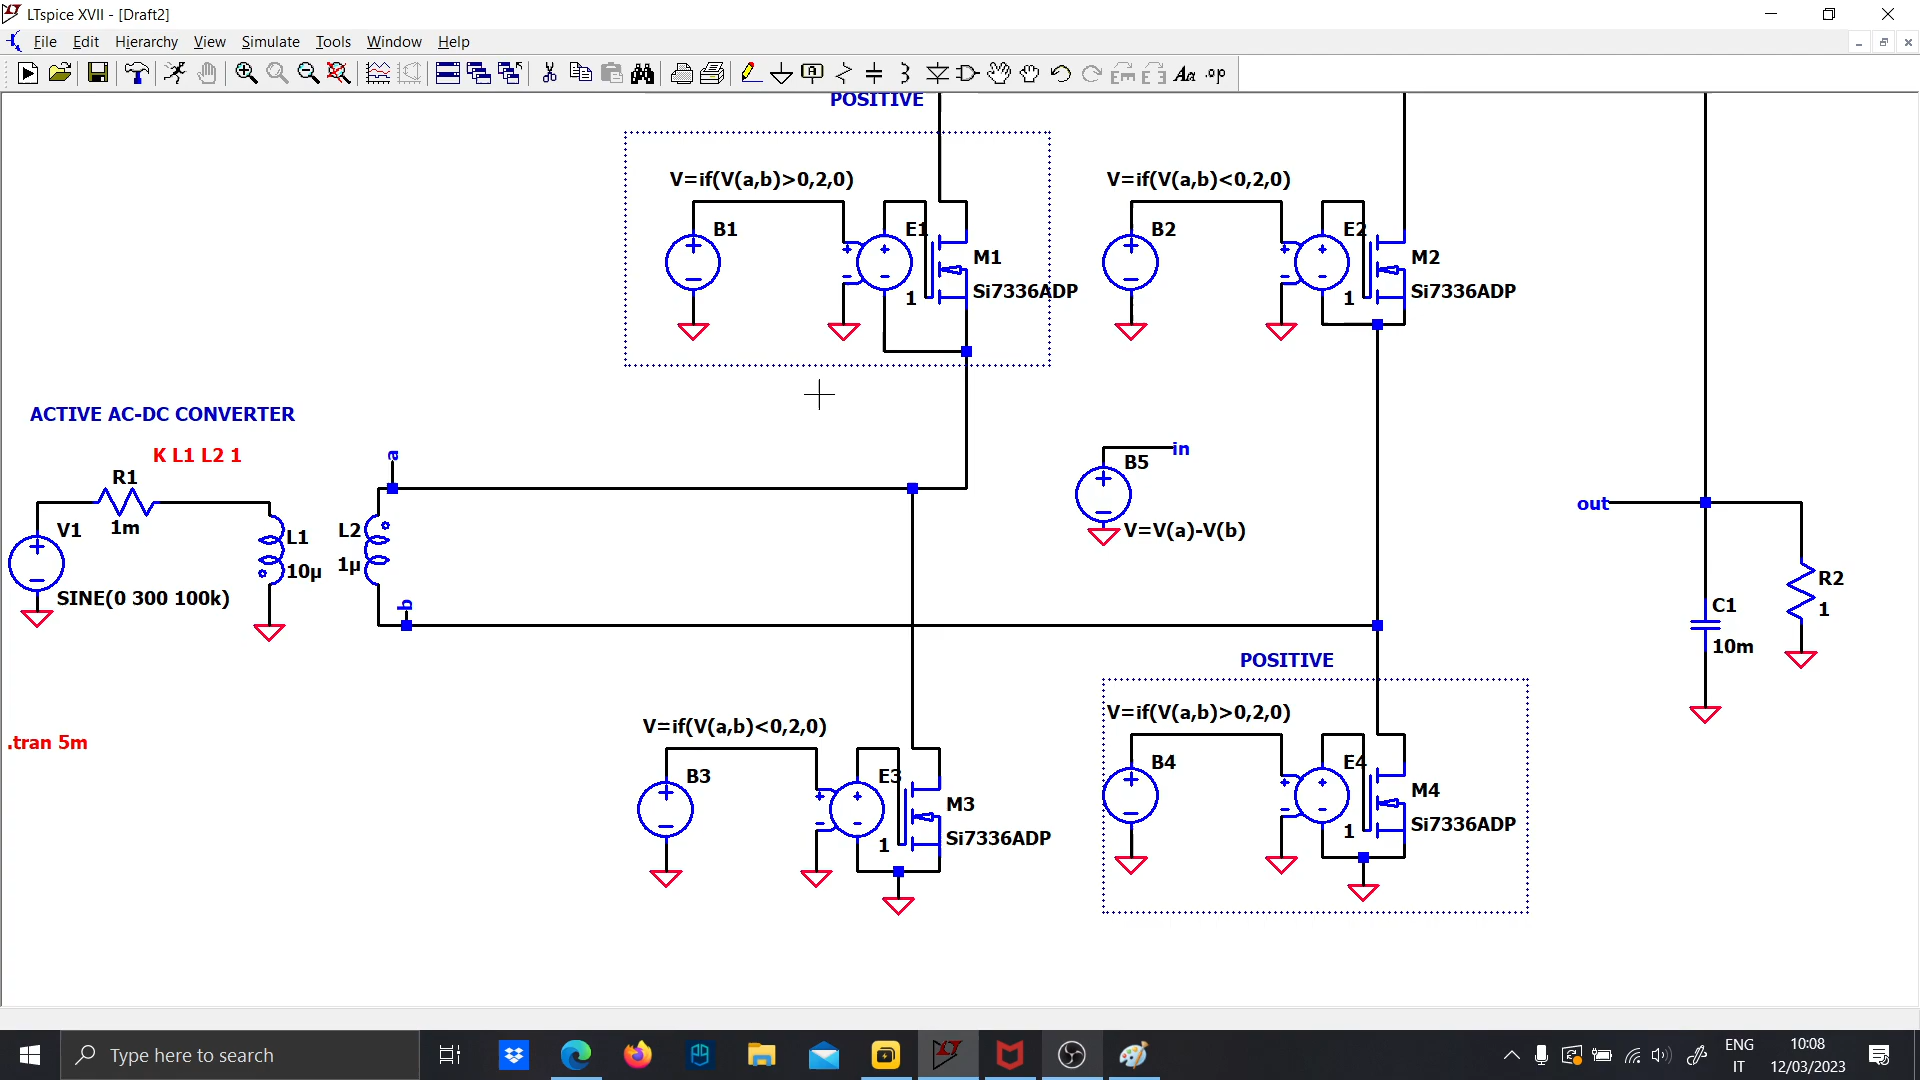 LTspice XVII - [Draft2]
File Edit Hierarchy View Simulate Tools Window Help
POSITIVE
V=if(V(a,b)>0,2,0)
V=if(V(a,b)<0,2,0)
B1
E1
M1
Si7336ADP
1
B2
E2
M2
Si7336ADP
1
ACTIVE AC-DC CONVERTER
K L1 L2 1
R1
1m
V1
SINE(0 300 100k)
L1
10µ
L2
1µ
a
b
in
B5
V=V(a)-V(b)
out
C1
10m
R2
1
POSITIVE
.tran 5m
V=if(V(a,b)<0,2,0)
B3
E3
M3
Si7336ADP
1
V=if(V(a,b)>0,2,0)
B4
E4
M4
Si7336ADP
1
Type here to search
ENG
IT
10:08
12/03/2023